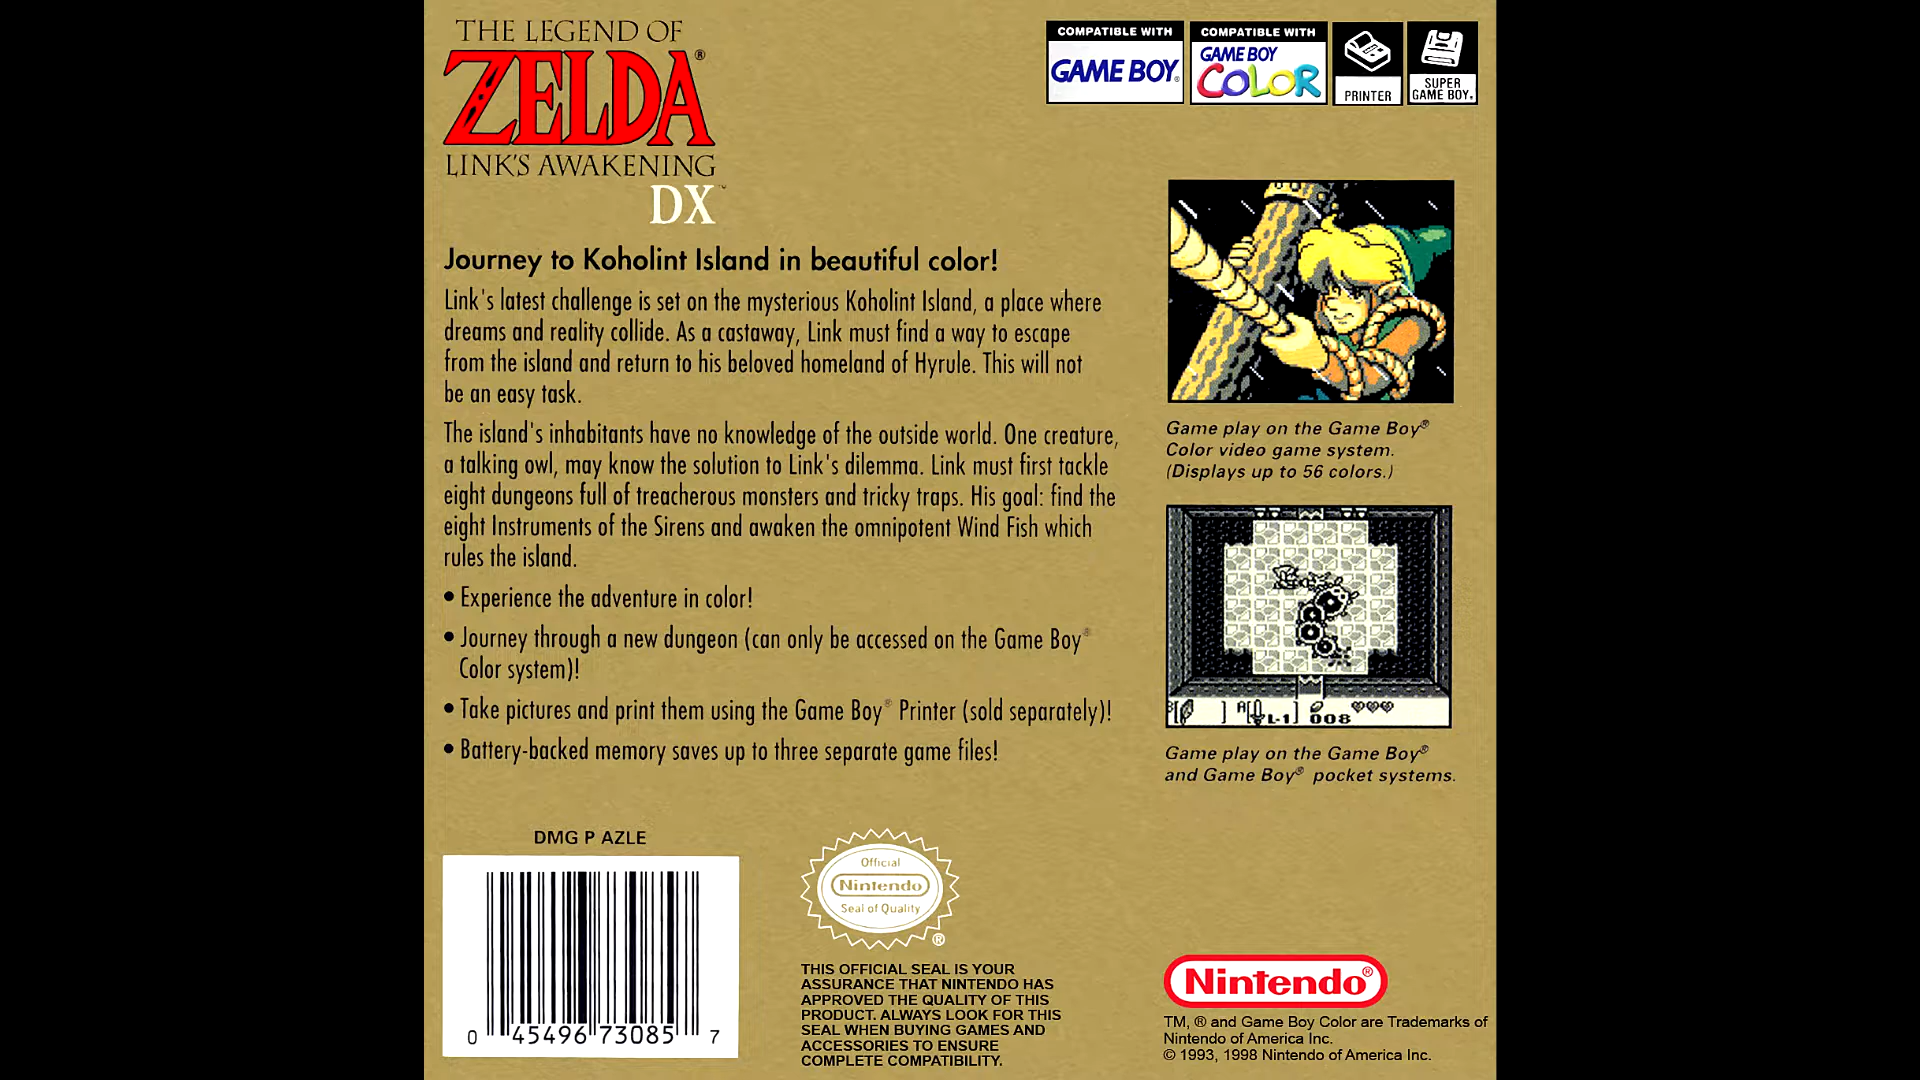 THE LEGEND OF
ZELDA®
LINK'S AWAKENING
DX™
COMPATIBLE WITH
GAME BOY®
COMPATIBLE WITH
GAME BOY
COLOR
PRINTER
SUPER
GAME BOY®
Journey to Koholint Island in beautiful color!
Link's latest challenge is set on the mysterious Koholint Island, a place where
dreams and reality collide. As a castaway, Link must find a way to escape
from the island and return to his beloved homeland of Hyrule. This will not
be an easy task.
The island's inhabitants have no knowledge of the outside world. One creature,
a talking owl, may know the solution to Link's dilemma. Link must first tackle
eight dungeons full of treacherous monsters and tricky traps. His goal: find the
eight Instruments of the Sirens and awaken the omnipotent Wind Fish which
rules the island.
• Experience the adventure in color!
• Journey through a new dungeon (can only be accessed on the Game Boy®
Color system)!
• Take pictures and print them using the Game Boy® Printer (sold separately)!
• Battery-backed memory saves up to three separate game files!
Game play on the Game Boy®
Color video game system.
(Displays up to 56 colors.)
B[ ] A[ L-1] 008
Game play on the Game Boy®
and Game Boy® pocket systems.
DMG P AZLE
0 45496 73085 7
Official
Nintendo
Seal of Quality
®
THIS OFFICIAL SEAL IS YOUR
ASSURANCE THAT NINTENDO HAS
APPROVED THE QUALITY OF THIS
PRODUCT. ALWAYS LOOK FOR THIS
SEAL WHEN BUYING GAMES AND
ACCESSORIES TO ENSURE
COMPLETE COMPATIBILITY.
Nintendo®
TM, ® and Game Boy Color are Trademarks of
Nintendo of America Inc.
© 1993, 1998 Nintendo of America Inc.